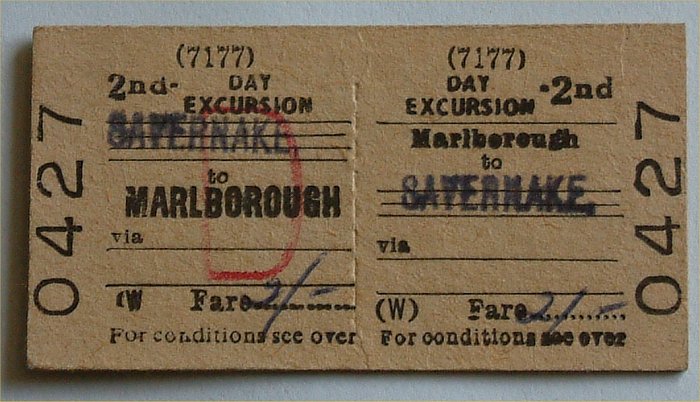 0427
(7177)
2nd- DAY
EXCURSION
SAVERNAKE.
to
MARLBOROUGH
D
via
(W Fare 2/-
For conditions see over
(7177)
DAY -2nd
EXCURSION
Marlborough
to
SAVERNAKE.
via
(W) Fare 2/-
For conditions see over
0427